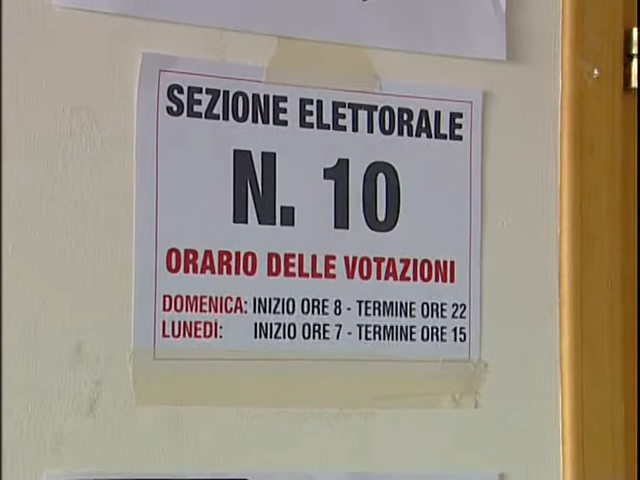 SEZIONE ELETTORALE
N. 10
ORARIO DELLE VOTAZIONI
DOMENICA: INIZIO ORE 8 - TERMINE ORE 22
LUNEDÌ: INIZIO ORE 7 - TERMINE ORE 15